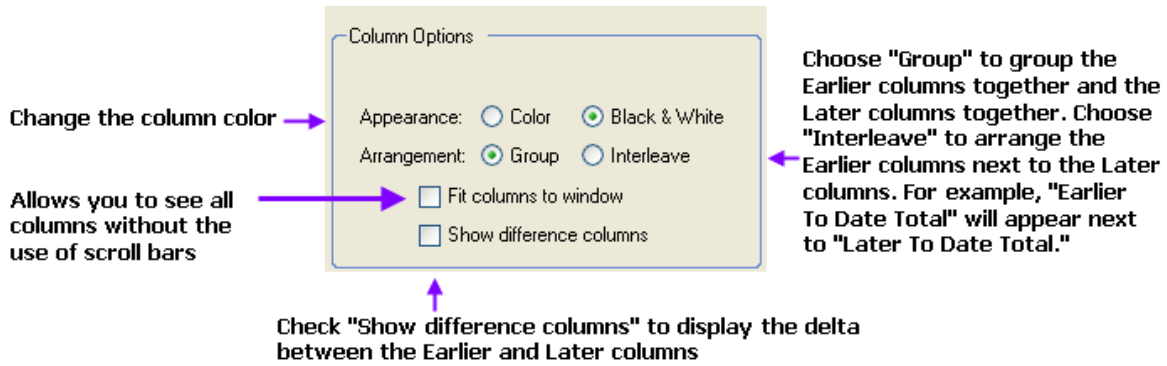 Column Options
Change the column color
Appearance: Color Black & White
Arrangement: Group Interleave
Fit columns to window
Show difference columns
Allows you to see all
columns without the
use of scroll bars
Choose "Group" to group the
Earlier columns together and the
Later columns together. Choose
"Interleave" to arrange the
Earlier columns next to the Later
columns. For example, "Earlier
To Date Total" will appear next
to "Later To Date Total."
Check "Show difference columns" to display the delta
between the Earlier and Later columns